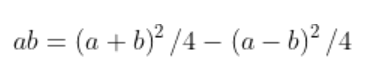 ab = (a + b)² /4 − (a − b)² /4